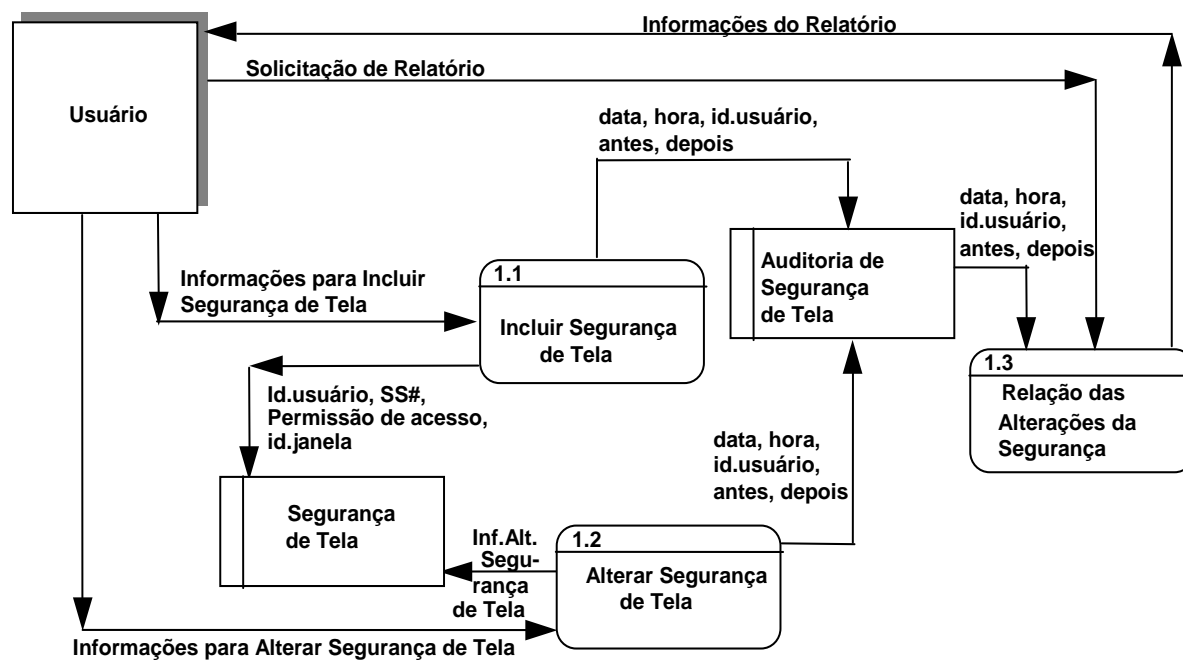 Informações do Relatório
Solicitação de Relatório
Usuário
data, hora, id.usuário,
antes, depois
data, hora,
id.usuário,
antes, depois
Informações para Incluir
Segurança de Tela
1.1
Incluir Segurança
de Tela
Auditoria de
Segurança
de Tela
1.3
Relação das
Alterações da
Segurança
Id.usuário, SS#,
Permissão de acesso,
id.janela
data, hora,
id.usuário,
antes, depois
Segurança
de Tela
Inf.Alt.
Segu-
rança
de Tela
1.2
Alterar Segurança
de Tela
Informações para Alterar Segurança de Tela